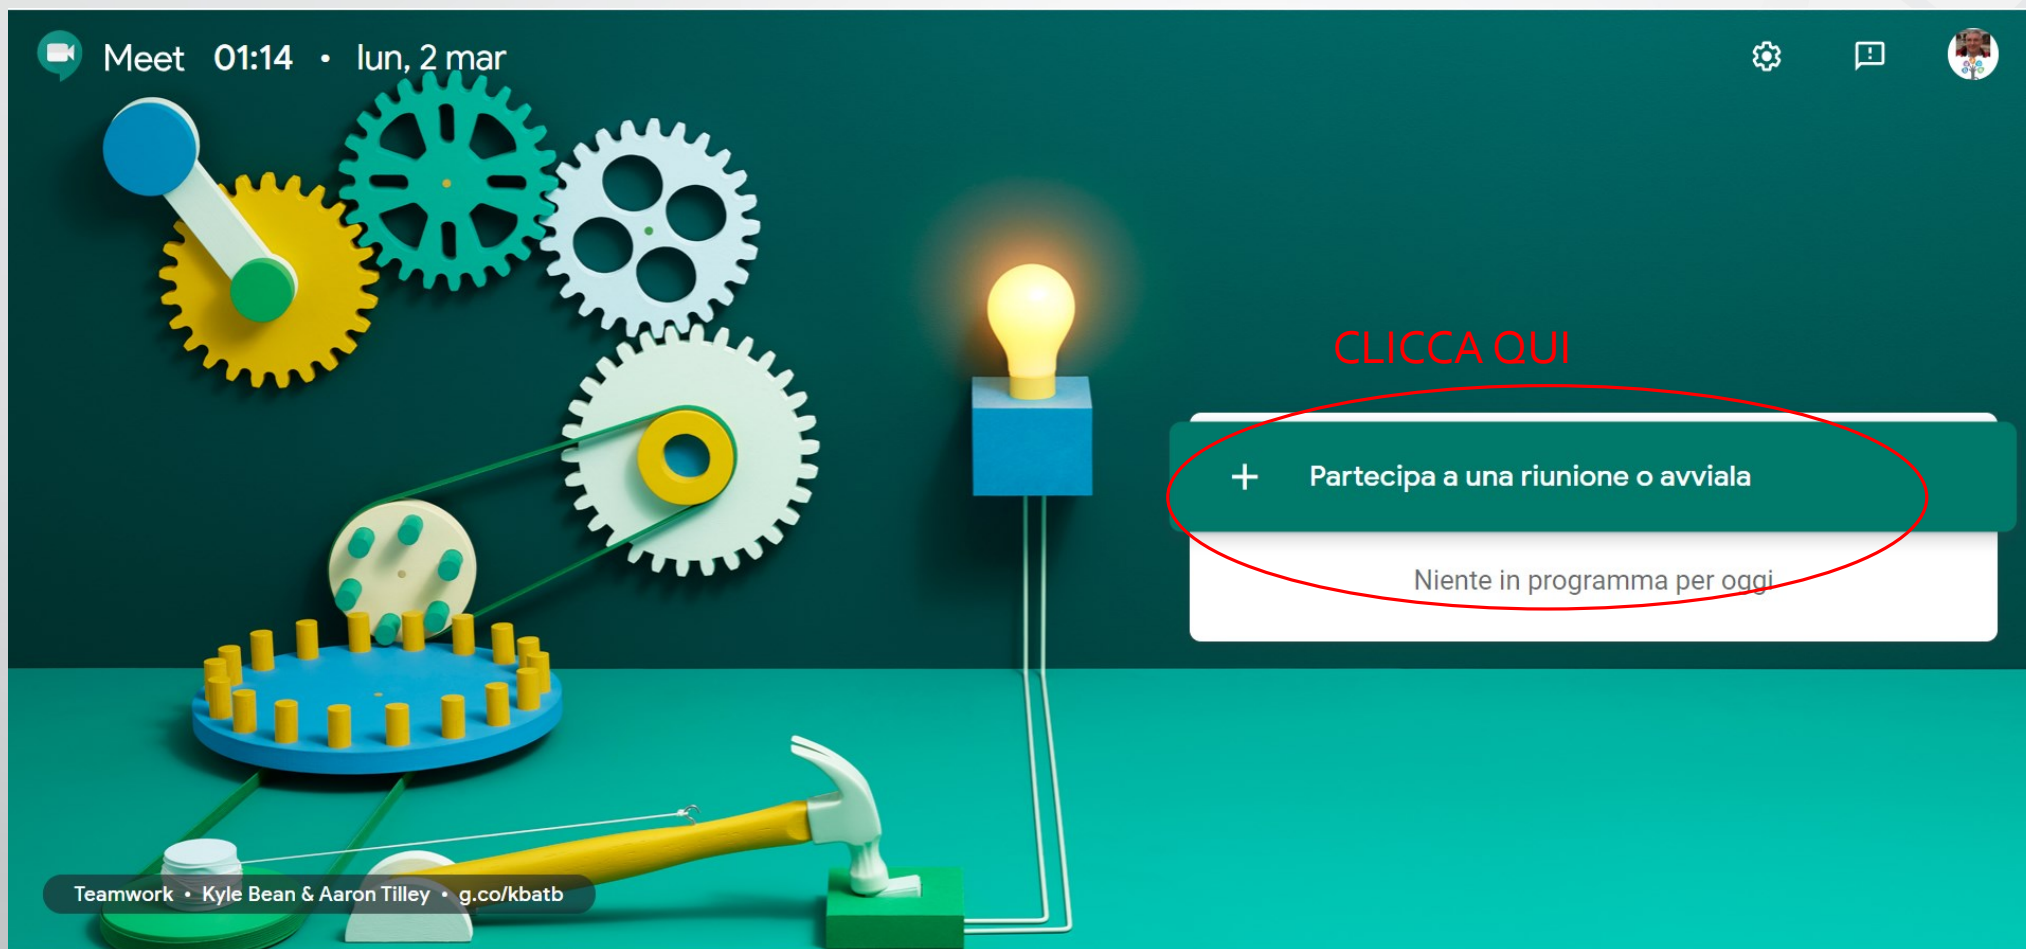 Meet 01:14 • lun, 2 mar
CLICCA QUI
+ Partecipa a una riunione o avviala
Niente in programma per oggi
Teamwork • Kyle Bean & Aaron Tilley • g.co/kbatb